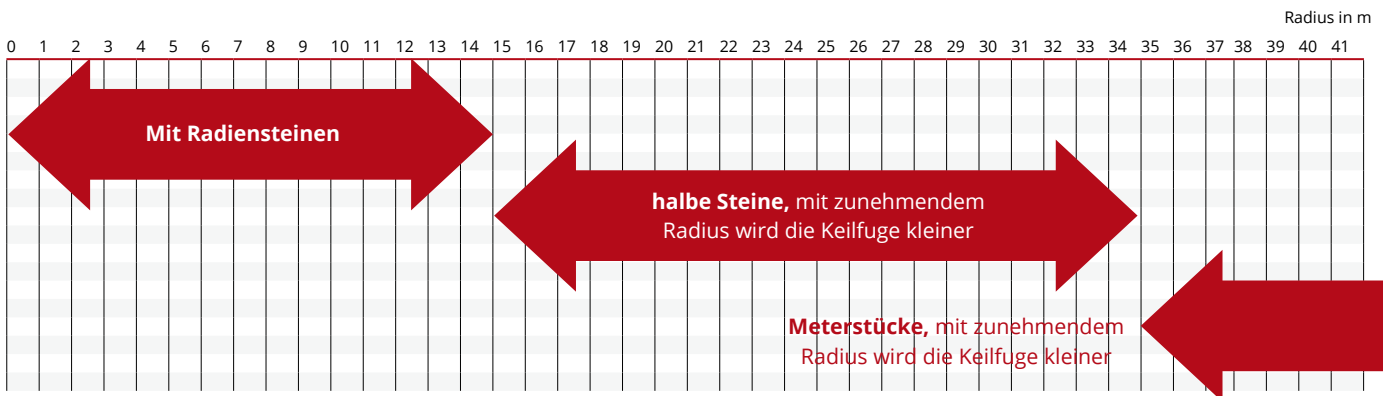 Radius in m
0 1 2 3 4 5 6 7 8 9 10 11 12 13 14 15 16 17 18 19 20 21 22 23 24 25 26 27 28 29 30 31 32 33 34 35 36 37 38 39 40 41
Mit Radiensteinen
halbe Steine, mit zunehmendem
Radius wird die Keilfuge kleiner
Meterstücke, mit zunehmendem
Radius wird die Keilfuge kleiner